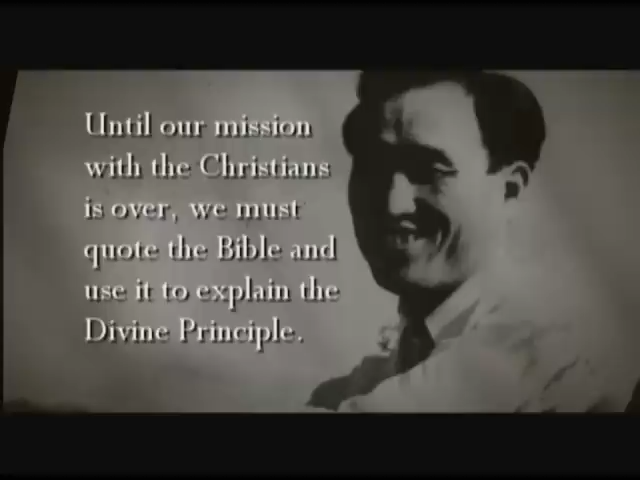 Until our mission
with the Christians
is over, we must
quote the Bible and
use it to explain the
Divine Principle.